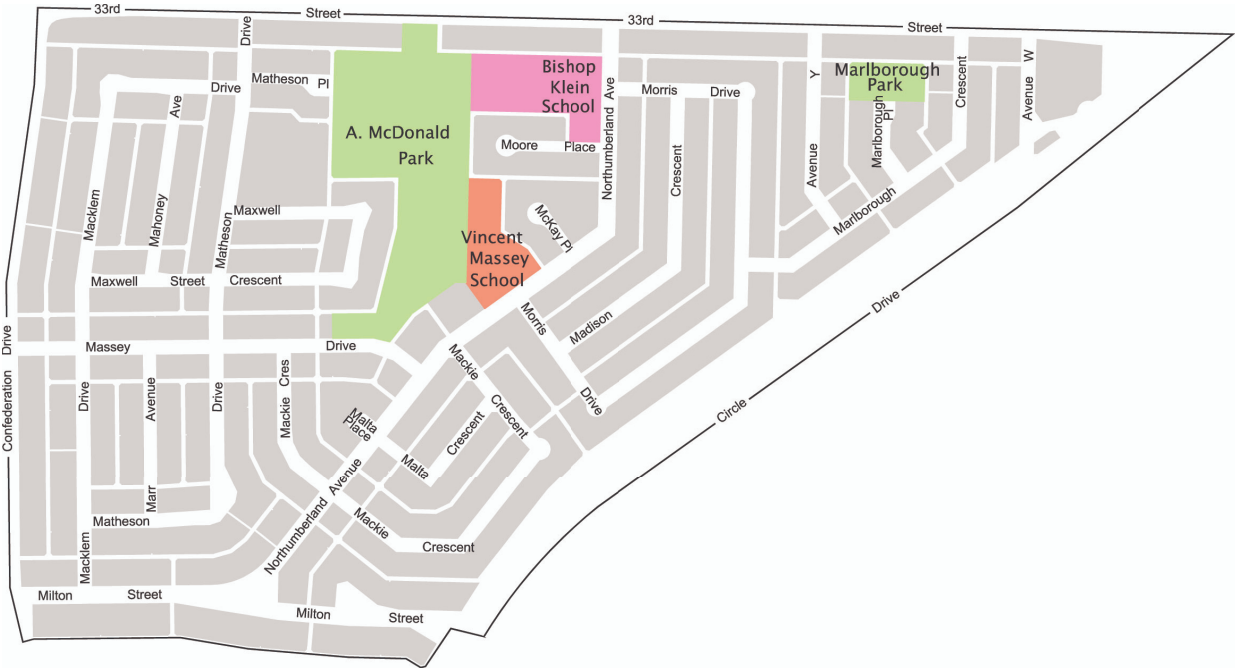 33rd Street 33rd Street
Drive
Matheson Pl
Drive
Ave
Bishop
Klein
School
Northumberland Ave
Morris Drive
Y
Avenue
Marlborough
Park
Marlborough
Pl
Crescent
Avenue W
A. McDonald
Park
Moore Place
Crescent
Macklem
Mahoney
Matheson
Maxwell
McKay Pl
Marlborough
Vincent
Massey
School
Maxwell Street Crescent
Morris
Madison
Drive
Confederation Drive
Massey Drive
Mackie
Crescent
Drive
Circle
Drive
Avenue
Marr
Drive
Mackie Cres
Malta
Place
Crescent
Malta
Northumberland Avenue
Matheson
Mackie
Crescent
Macklem
Milton Street
Milton Street